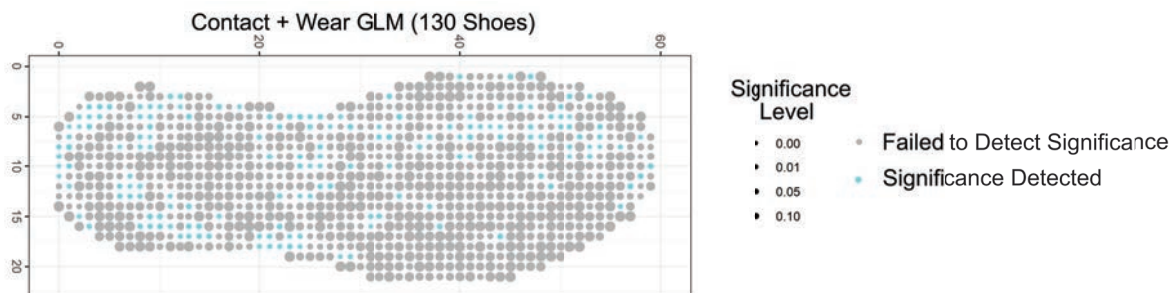 Contact + Wear GLM (130 Shoes)
0 20 40 60
0
5
10
15
20
Significance
Level
0.00
0.01
0.05
0.10
Failed to Detect Significance
Significance Detected